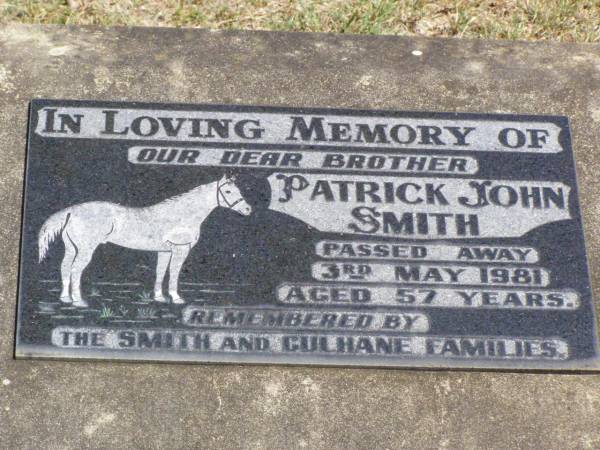 IN LOVING MEMORY OF
OUR DEAR BROTHER
PATRICK JOHN
SMITH
PASSED AWAY
3RD MAY 1981
AGED 57 YEARS.
REMEMBERED BY
THE SMITH AND CULHANE FAMILIES.